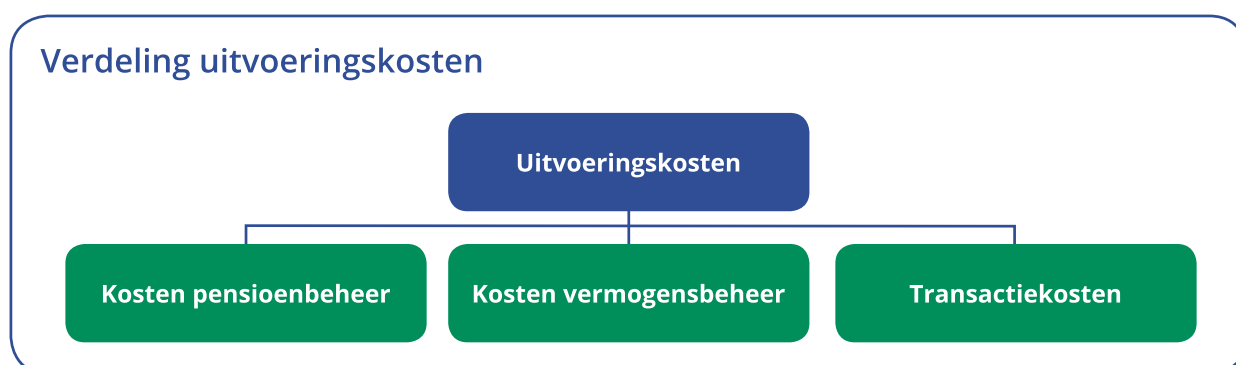 Verdeling uitvoeringskosten
Uitvoeringskosten
Kosten pensioenbeheer
Kosten vermogensbeheer
Transactiekosten